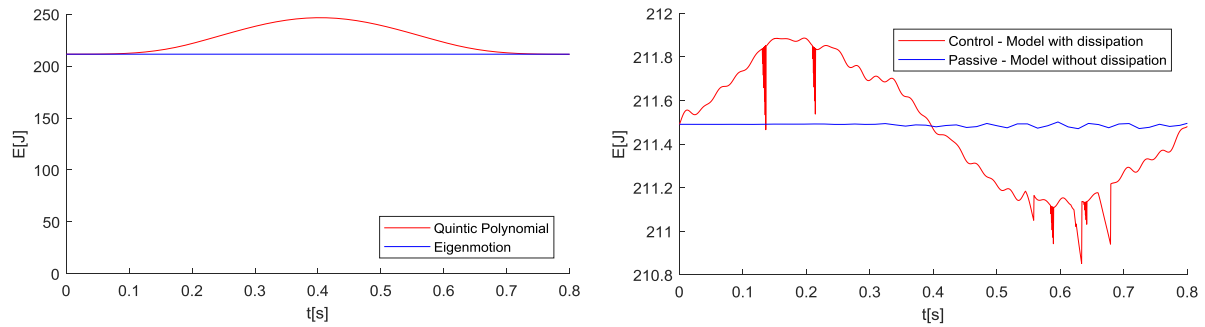 250
200
150
100
50
0
E[J]
0 0.1 0.2 0.3 0.4 0.5 0.6 0.7 0.8
t[s]
Quintic Polynomial
Eigenmotion
212
211.8
211.6
211.4
211.2
211
210.8
E[J]
0 0.1 0.2 0.3 0.4 0.5 0.6 0.7 0.8
t[s]
Control - Model with dissipation
Passive - Model without dissipation